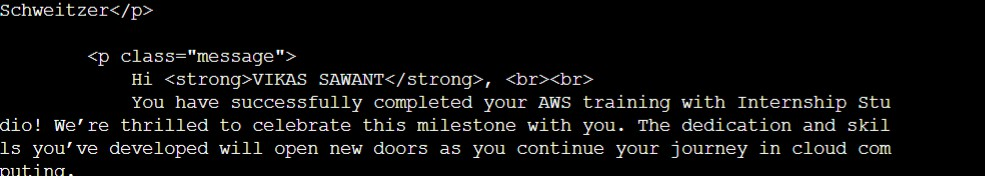 Schweitzer</p>
<p class="message">
Hi <strong>VIKAS SAWANT</strong>, <br><br>
You have successfully completed your AWS training with Internship Stu
dio! We’re thrilled to celebrate this milestone with you. The dedication and skil
ls you’ve developed will open new doors as you continue your journey in cloud com
puting.